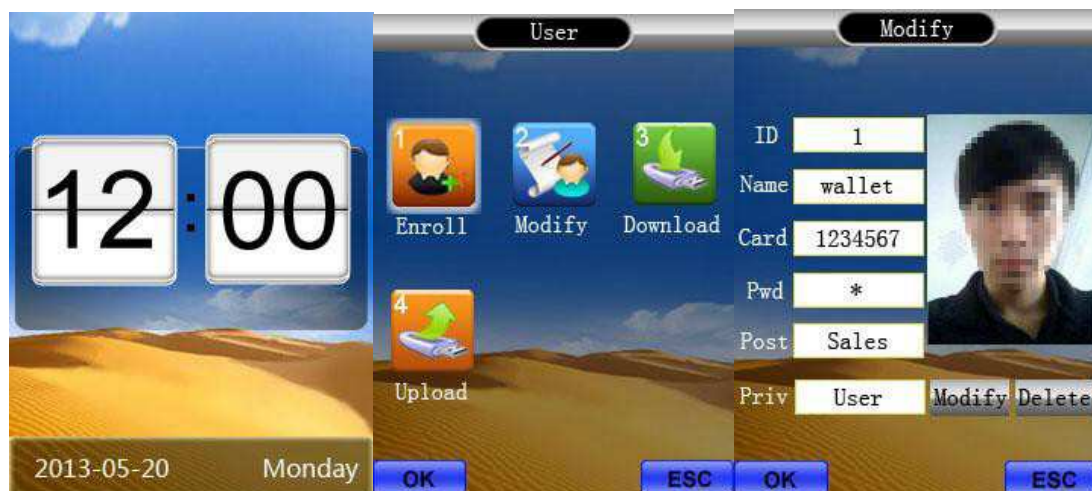 12:00
2013-05-20 Monday
User
1
Enroll
2
Modify
3
Download
4
Upload
OK ESC
Modify
ID 1
Name wallet
Card 1234567
Pwd *
Post Sales
Priv User Modify Delete
OK ESC